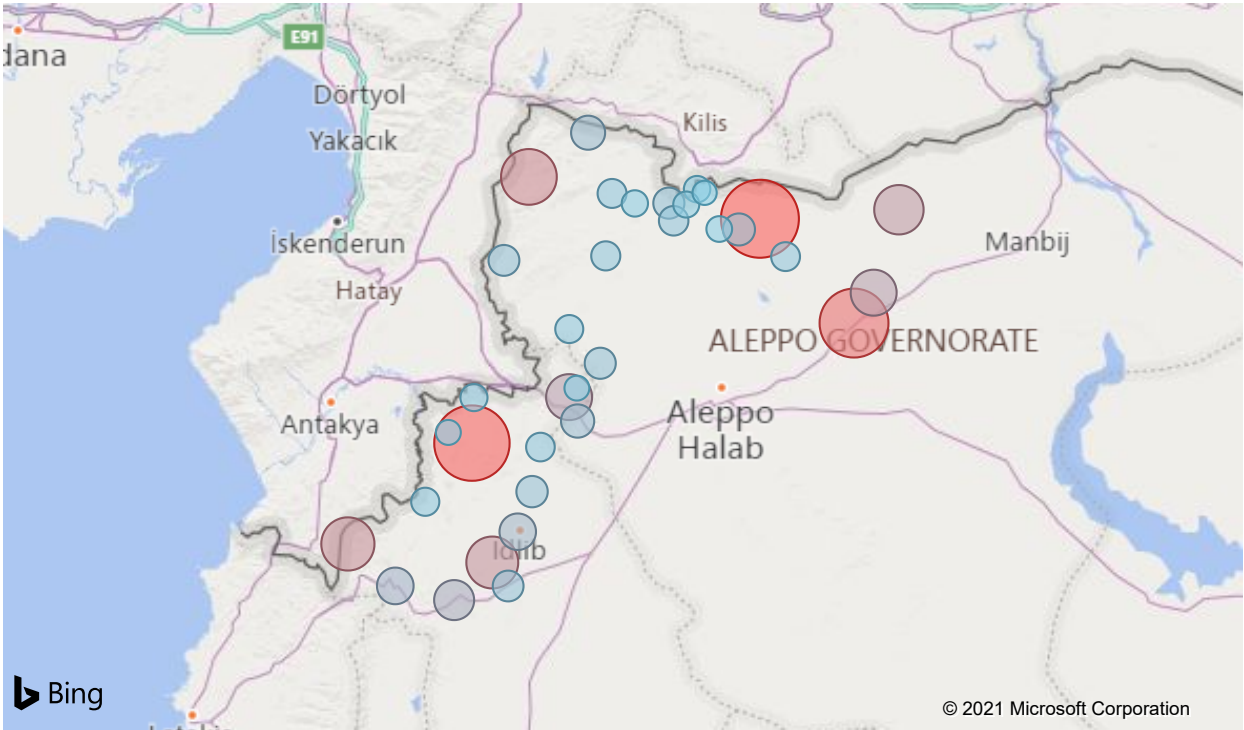 E91
dana
Dörtyol
Kilis
Yakacık
İskenderun
Manbij
Hatay
ALEPPO GOVERNORATE
Aleppo
Halab
Antakya
Idlib
Bing
© 2021 Microsoft Corporation